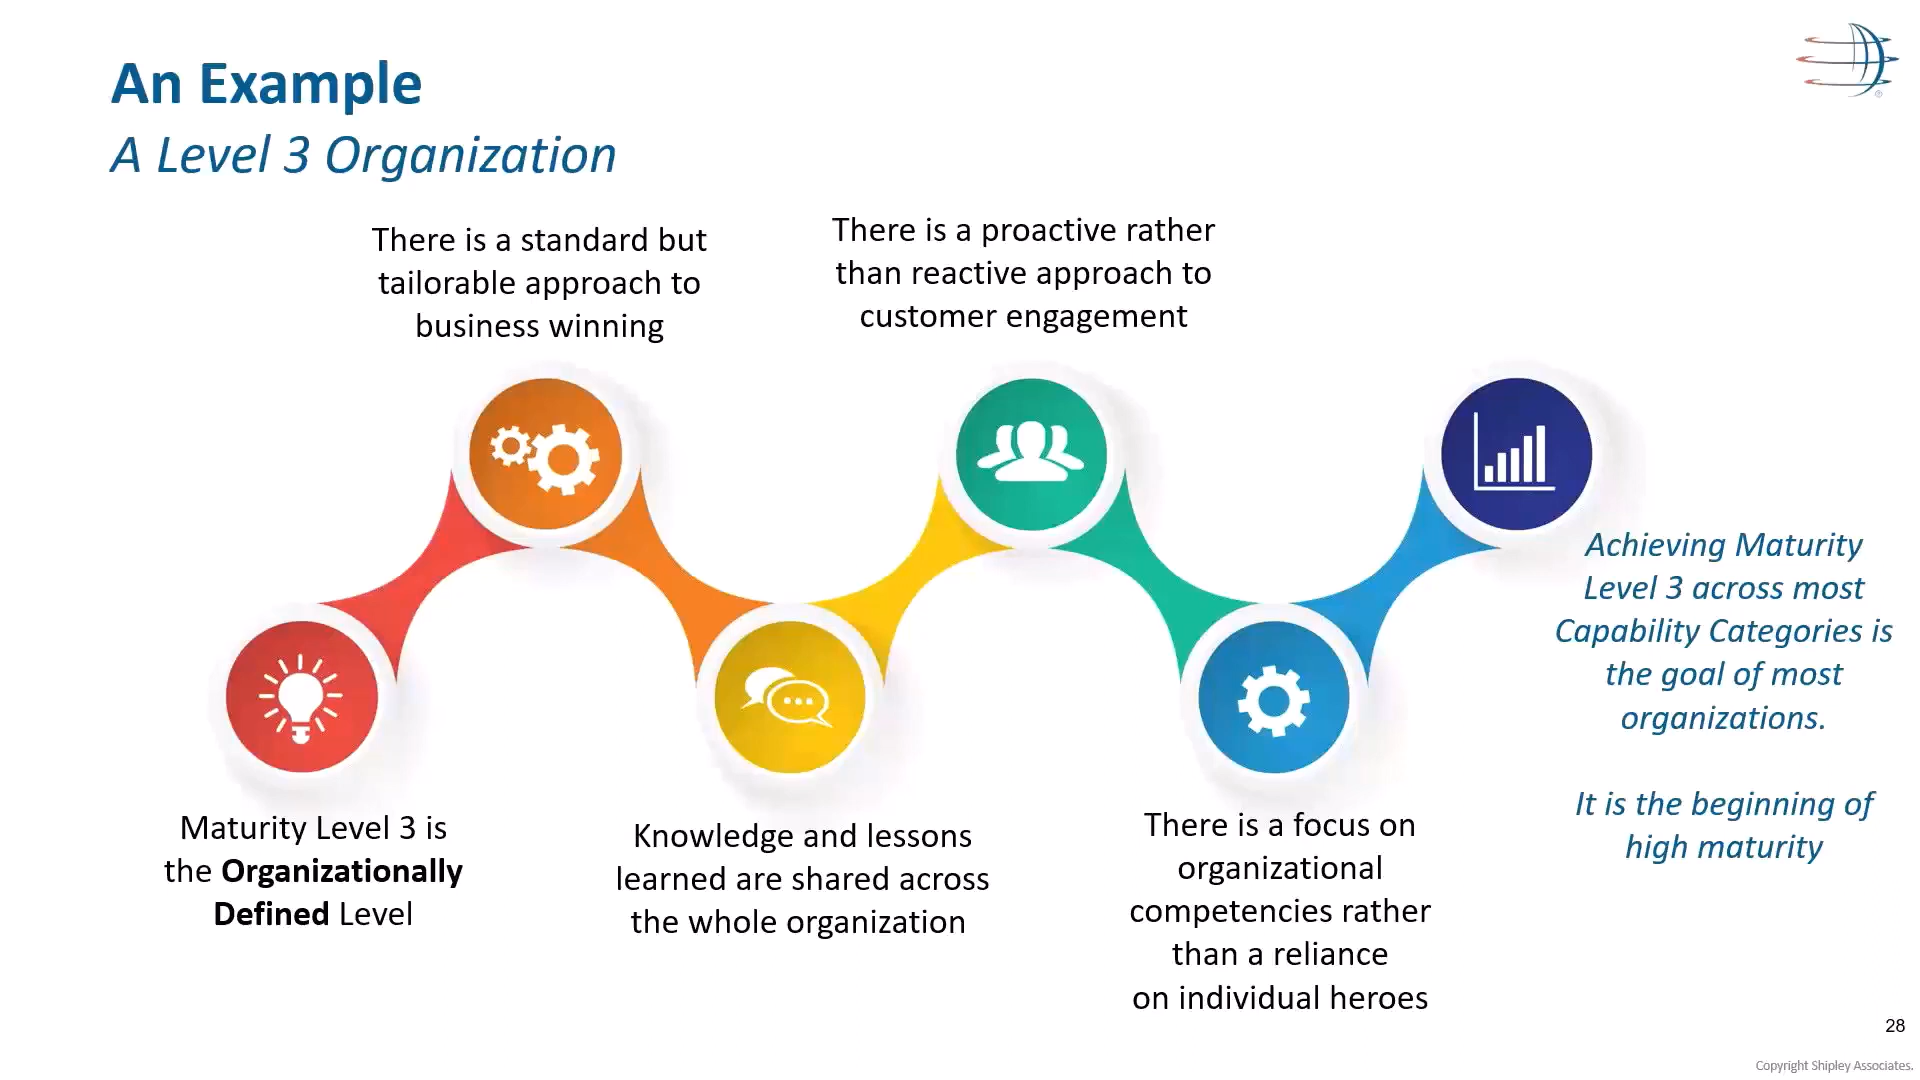 An Example
A Level 3 Organization
There is a standard but
tailorable approach to
business winning
There is a proactive rather
than reactive approach to
customer engagement
Achieving Maturity
Level 3 across most
Capability Categories is
the goal of most
organizations.
It is the beginning of
high maturity
Maturity Level 3 is
the Organizationally
Defined Level
Knowledge and lessons
learned are shared across
the whole organization
There is a focus on
organizational
competencies rather
than a reliance
on individual heroes
28
Copyright Shipley Associates.
®